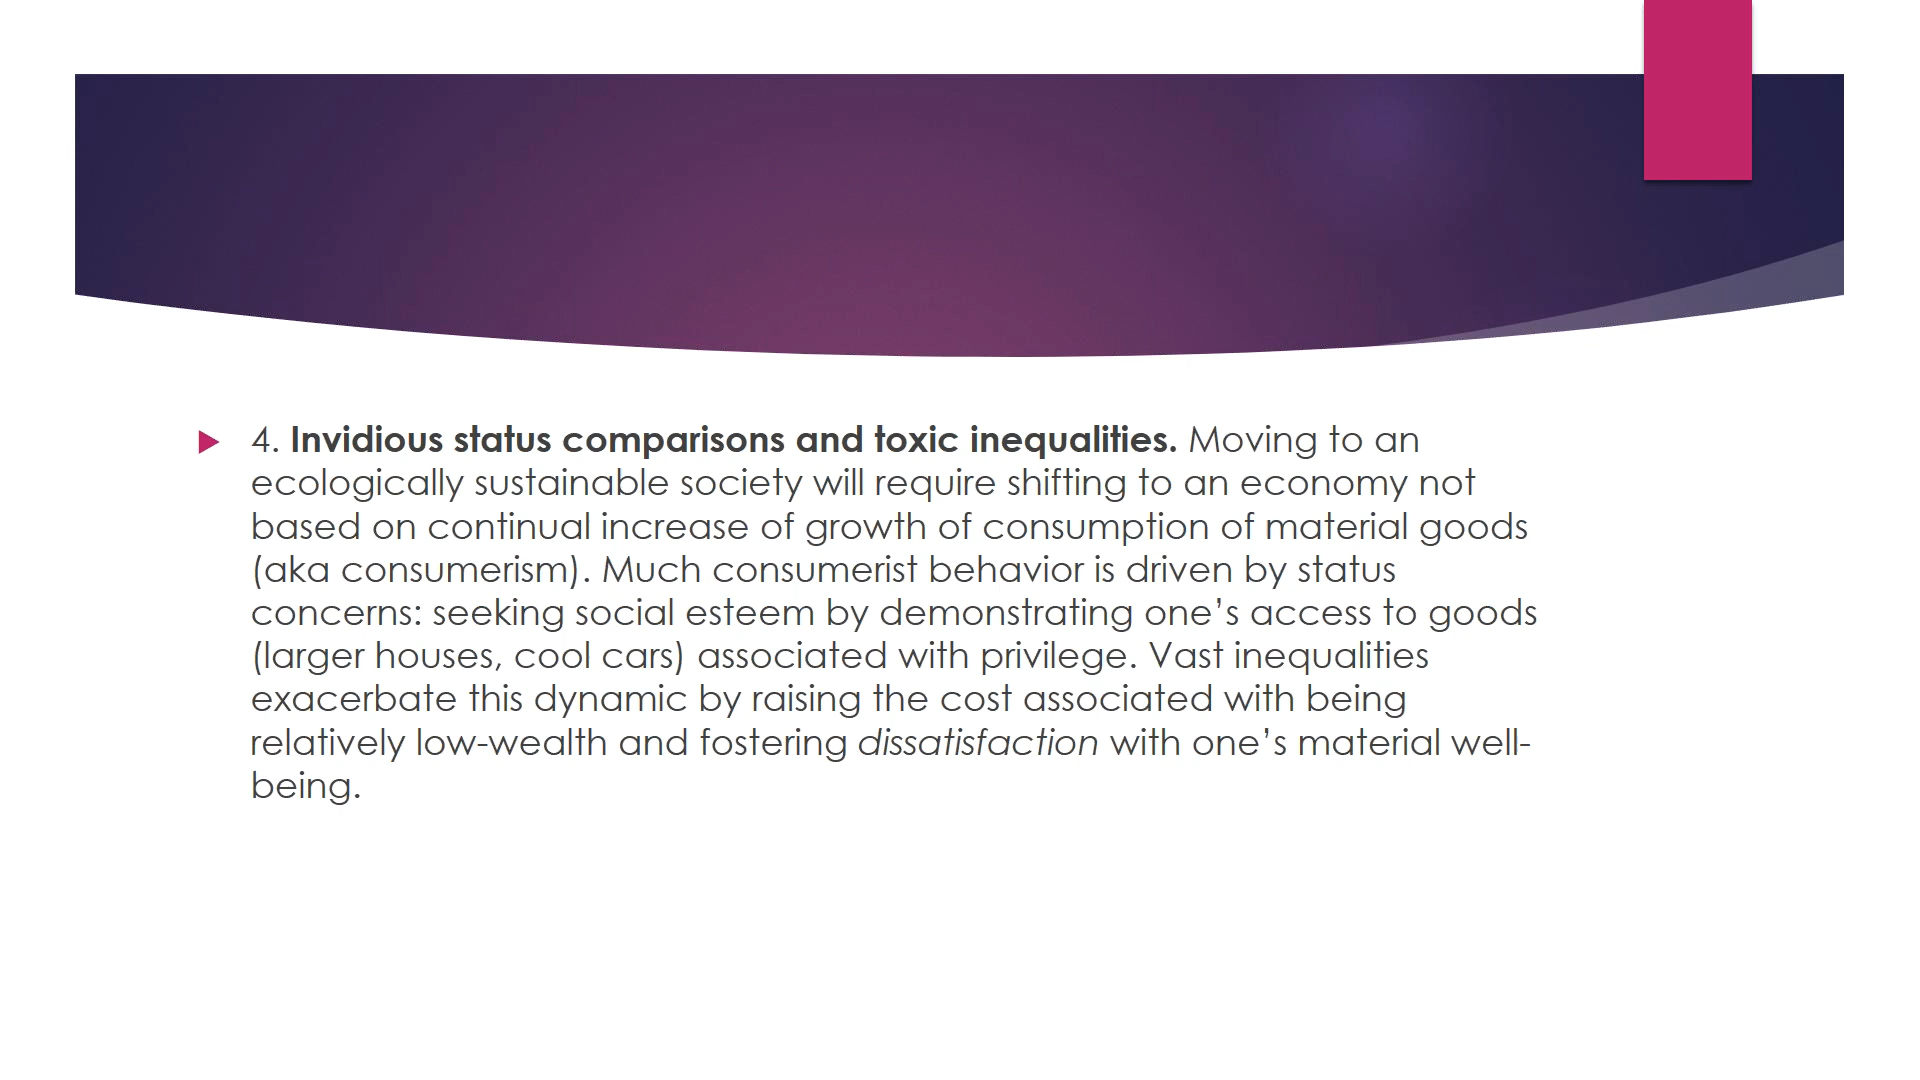 4. Invidious status comparisons and toxic inequalities. Moving to an
ecologically sustainable society will require shifting to an economy not
based on continual increase of growth of consumption of material goods
(aka consumerism). Much consumerist behavior is driven by status
concerns: seeking social esteem by demonstrating one’s access to goods
(larger houses, cool cars) associated with privilege. Vast inequalities
exacerbate this dynamic by raising the cost associated with being
relatively low-wealth and fostering dissatisfaction with one’s material well-
being.